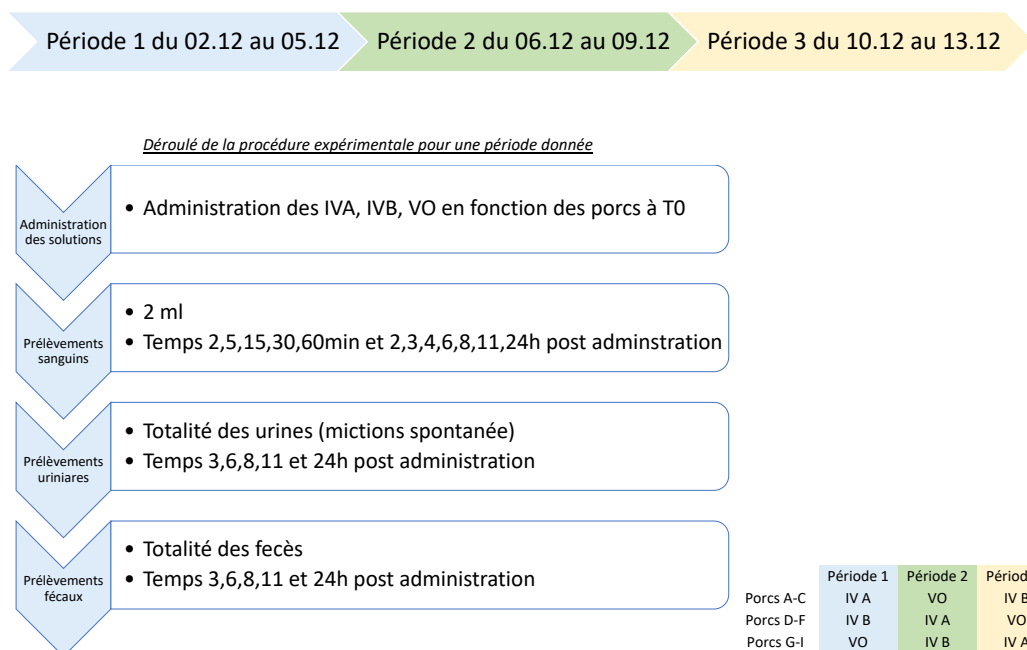 Période 1 du 02.12 au 05.12 Période 2 du 06.12 au 09.12 Période 3 du 10.12 au 13.12
Déroulé de la procédure expérimentale pour une période donnée
Administration
des solutions
• Administration des IVA, IVB, VO en fonction des porcs à T0
Prélèvements
sanguins
• 2 ml
• Temps 2,5,15,30,60min et 2,3,4,6,8,11,24h post adminstration
Prélèvements
uriniares
• Totalité des urines (mictions spontanée)
• Temps 3,6,8,11 et 24h post administration
Prélèvements
fécaux
• Totalité des fecès
• Temps 3,6,8,11 et 24h post administration
Période 1 Période 2 Période
Porcs A-C IV A VO IV B
Porcs D-F IV B IV A VO
Porcs G-I VO IV B IV A